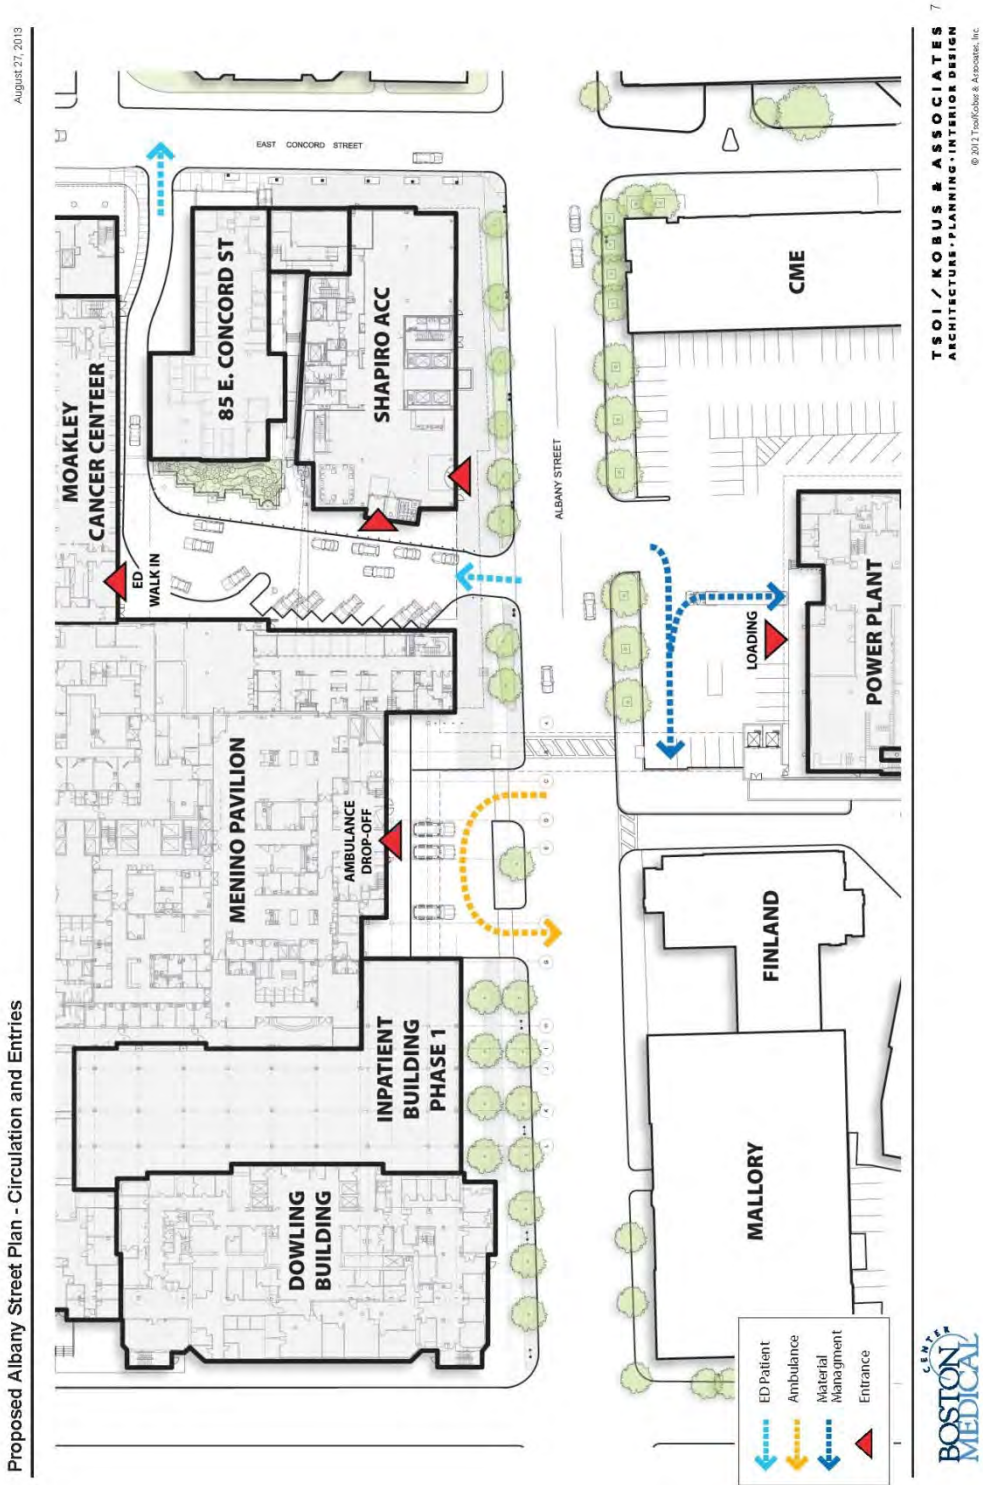 Proposed Albany Street Plan - Circulation and Entries
August 27, 2013
MOAKLEY
CANCER CENTEER
ED
WALK IN
85 E. CONCORD ST
SHAPIRO ACC
EAST CONCORD STREET
MENINO PAVILION
AMBULANCE
DROP-OFF
INPATIENT
BUILDING
PHASE 1
DOWLING
BUILDING
ALBANY STREET
CME
LOADING
POWER PLANT
FINLAND
MALLORY
ED Patient
Ambulance
Material
Managment
Entrance
BOSTON
MEDICAL
CENTER
TSOI / KOBUS & ASSOCIATES
ARCHITECTURE • PLANNING • INTERIOR DESIGN
© 2012 Tsoi/Kobus & Associates, Inc.
7